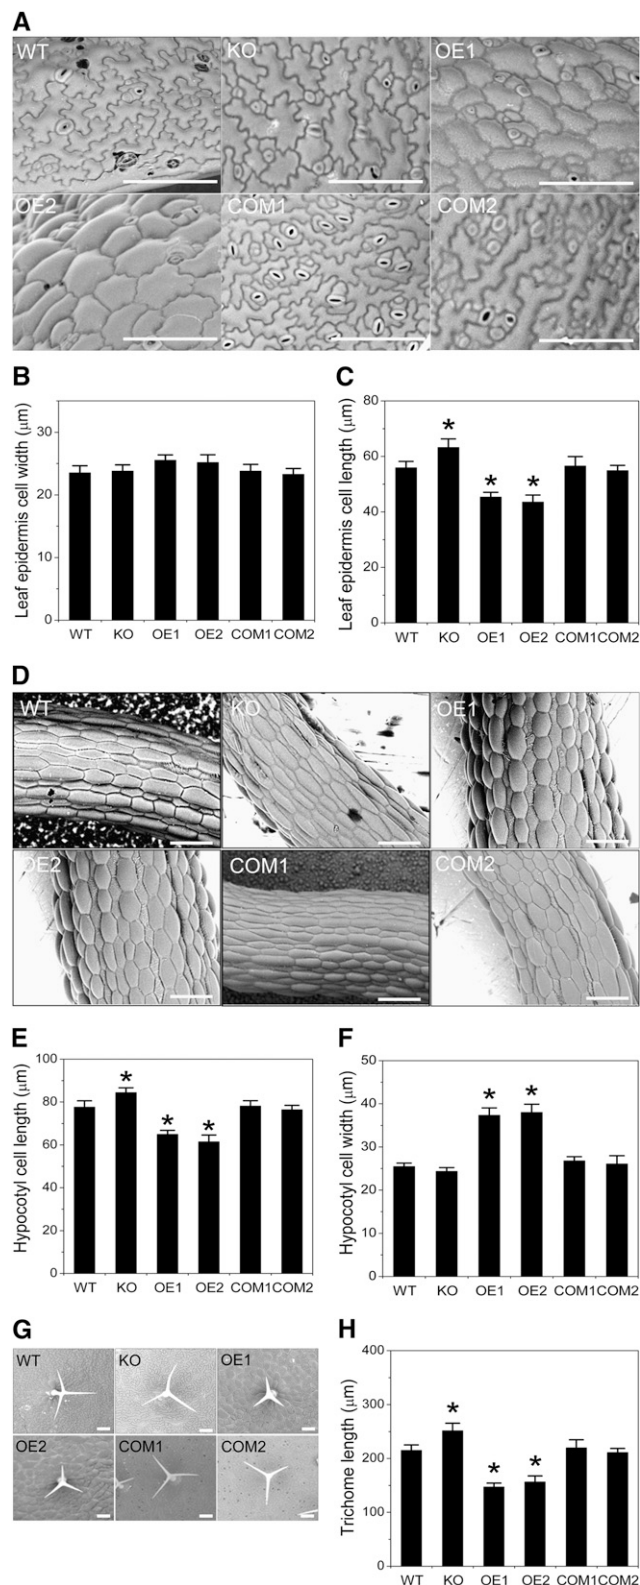 A
WT KO OE1
OE2 COM1 COM2
B
Leaf epidermis cell width (μm)
30
20
10
0
WT KO OE1 OE2 COM1 COM2
C
Leaf epidermis cell length (μm)
80
60
40
20
0
*
*
*
WT KO OE1 OE2 COM1 COM2
D
WT KO OE1
OE2 COM1 COM2
E
Hypocotyl cell length (μm)
100
80
60
40
20
0
*
*
*
WT KO OE1 OE2 COM1 COM2
F
Hypocotyl cell width (μm)
50
40
30
20
10
0
*
*
WT KO OE1 OE2 COM1 COM2
G
WT KO OE1
OE2 COM1 COM2
H
Trichome length (μm)
400
300
200
100
0
*
*
*
WT KO OE1 OE2 COM1 COM2